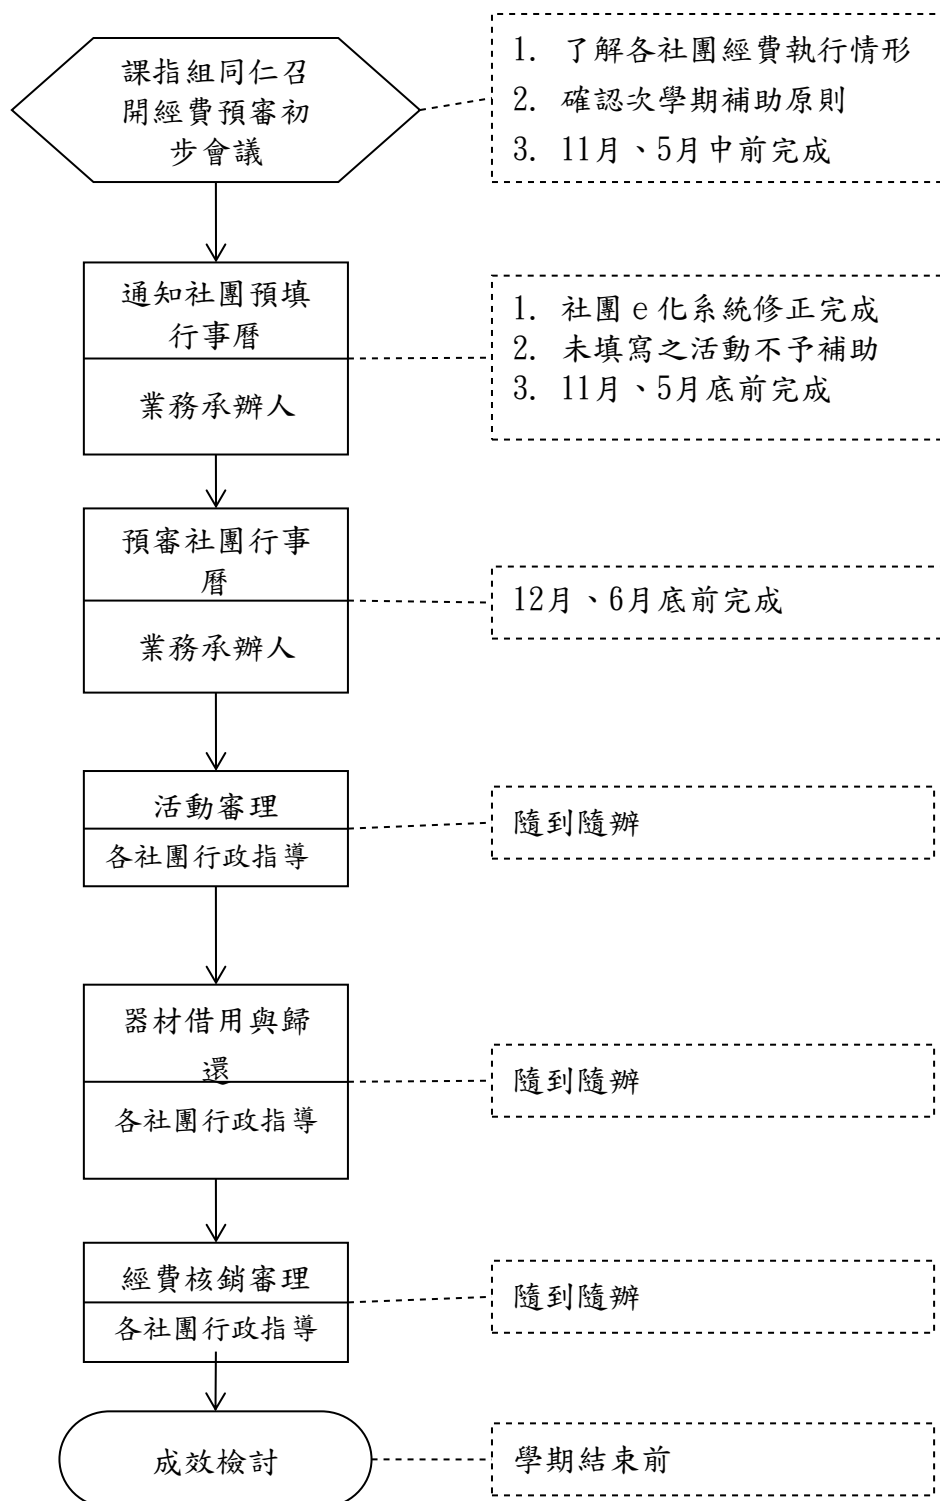 課指組同仁召
開經費預審初
步會議
1. 了解各社團經費執行情形
2. 確認次學期補助原則
3. 11月、5月中前完成
通知社團預填
行事曆
業務承辦人
1. 社團 e 化系統修正完成
2. 未填寫之活動不予補助
3. 11月、5月底前完成
預審社團行事
曆
業務承辦人
12月、6月底前完成
活動審理
各社團行政指導
隨到隨辦
器材借用與歸
還
各社團行政指導
隨到隨辦
經費核銷審理
各社團行政指導
隨到隨辦
成效檢討
學期結束前